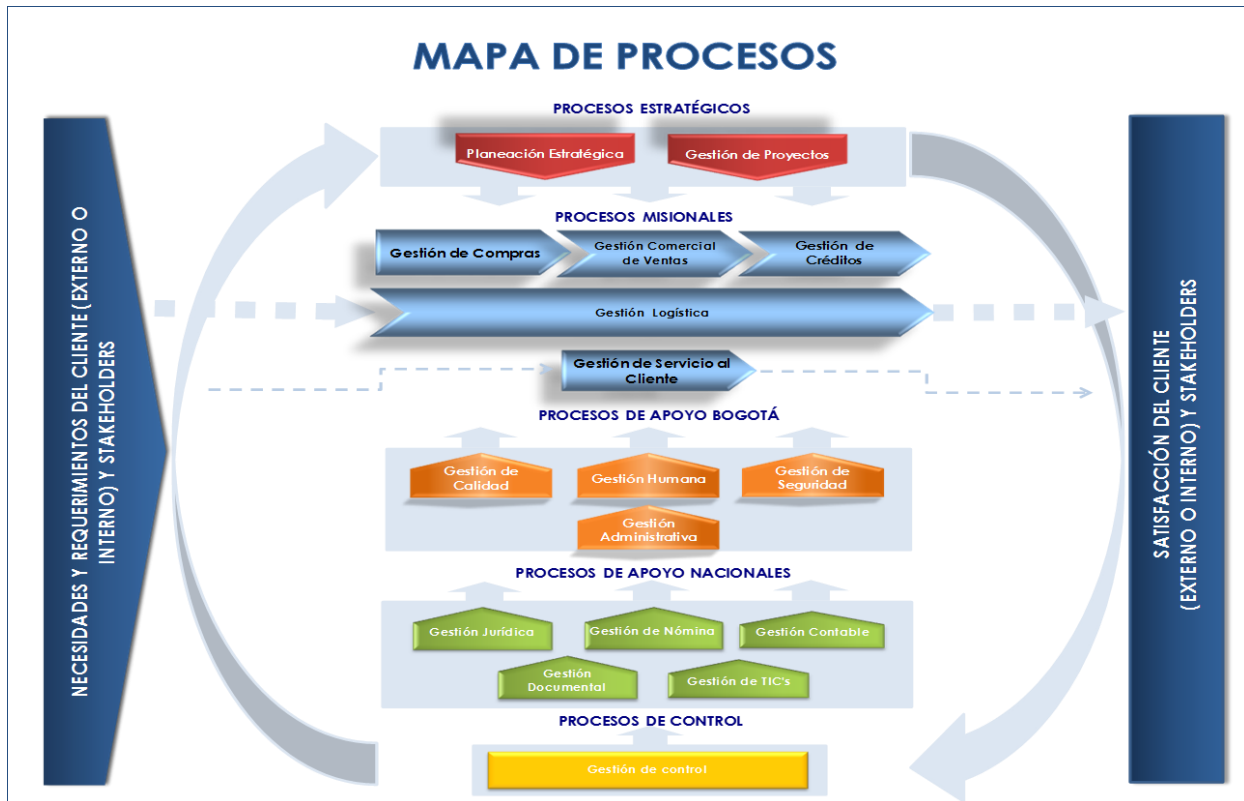 MAPA DE PROCESOS
NECESIDADES Y REQUERIMIENTOS DEL CLIENTE (EXTERNO O
INTERNO) Y STAKEHOLDERS
PROCESOS ESTRATÉGICOS
Planeación Estratégica
Gestión de Proyectos
PROCESOS MISIONALES
Gestión de Compras
Gestión Comercial
de Ventas
Gestión de
Créditos
Gestión Logística
Gestión de Servicio al
Cliente
PROCESOS DE APOYO BOGOTÁ
Gestión de
Calidad
Gestión Humana
Gestión de
Seguridad
Gestión
Administrativa
PROCESOS DE APOYO NACIONALES
Gestión Jurídica
Gestión de Nómina
Gestión Contable
Gestión
Documental
Gestión de TIC's
PROCESOS DE CONTROL
Gestión de control
SATISFACCIÓN DEL CLIENTE
(EXTERNO O INTERNO) Y STAKEHOLDERS